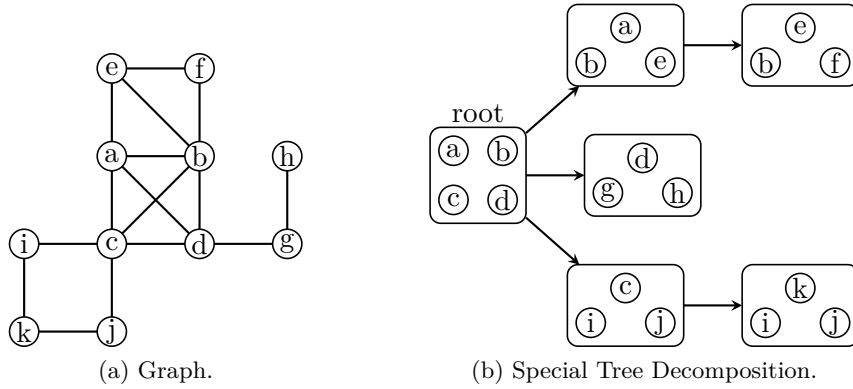 e f
a b h
i c d g
k j
(a) Graph.
root
a b
c d
a
b e
e
b f
d
g h
c
i j
k
i j
(b) Special Tree Decomposition.